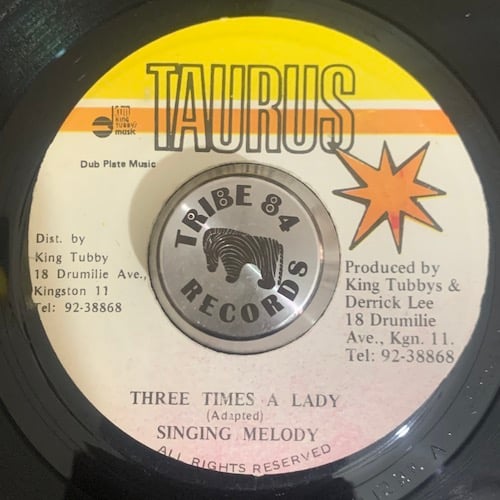 TAURUS
KING
TUBBYS
music
Dub Plate Music
TRIBE 84
RECORDS
Dist. by
King Tubby
18 Drumilie Ave.,
Kingston 11
Tel: 92-38868
Produced by
King Tubbys &
Derrick Lee
18 Drumilie
Ave., Kgn. 11.
Tel: 92-38868
THREE TIMES A LADY
(Adapted)
SINGING MELODY
ALL RIGHTS RESERVED